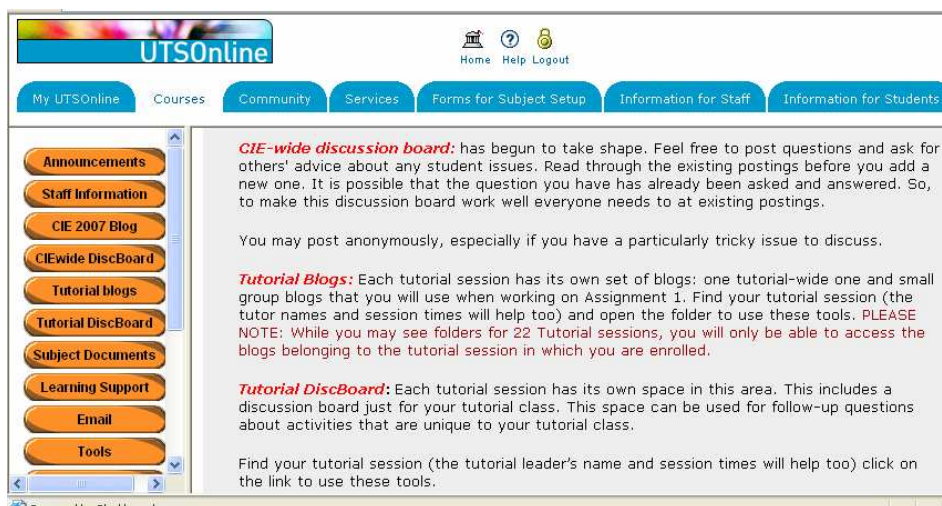 UTSOnline
Home Help Logout
My UTSOnline Courses Community Services Forms for Subject Setup Information for Staff Information for Students
Announcements
Staff Information
CIE 2007 Blog
CIEwide DiscBoard
Tutorial blogs
Tutorial DiscBoard
Subject Documents
Learning Support
Email
Tools
CIE-wide discussion board: has begun to take shape. Feel free to post questions and ask for
others' advice about any student issues. Read through the existing postings before you add a
new one. It is possible that the question you have has already been asked and answered. So,
to make this discussion board work well everyone needs to at existing postings.
You may post anonymously, especially if you have a particularly tricky issue to discuss.
Tutorial Blogs: Each tutorial session has its own set of blogs: one tutorial-wide one and small
group blogs that you will use when working on Assignment 1. Find your tutorial session (the
tutor names and session times will help too) and open the folder to use these tools. PLEASE
NOTE: While you may see folders for 22 Tutorial sessions, you will only be able to access the
blogs belonging to the tutorial session in which you are enrolled.
Tutorial DiscBoard: Each tutorial session has its own space in this area. This includes a
discussion board just for your tutorial class. This space can be used for follow-up questions
about activities that are unique to your tutorial class.
Find your tutorial session (the tutorial leader's name and session times will help too) click on
the link to use these tools.